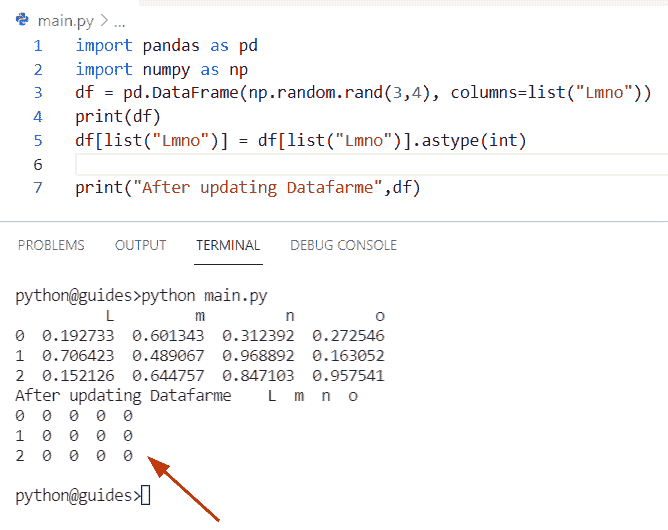 main.py > ...
1 import pandas as pd
2 import numpy as np
3 df = pd.DataFrame(np.random.rand(3,4), columns=list("Lmno"))
4 print(df)
5 df[list("Lmno")] = df[list("Lmno")].astype(int)
6
7 print("After updating Datafarme",df)
PROBLEMS OUTPUT TERMINAL DEBUG CONSOLE
python@guides>python main.py
L m n o
0 0.192733 0.601343 0.312392 0.272546
1 0.706423 0.489067 0.968892 0.163052
2 0.152126 0.644757 0.847103 0.957541
After updating Datafarme L m n o
0 0 0 0 0
1 0 0 0 0
2 0 0 0 0
python@guides>